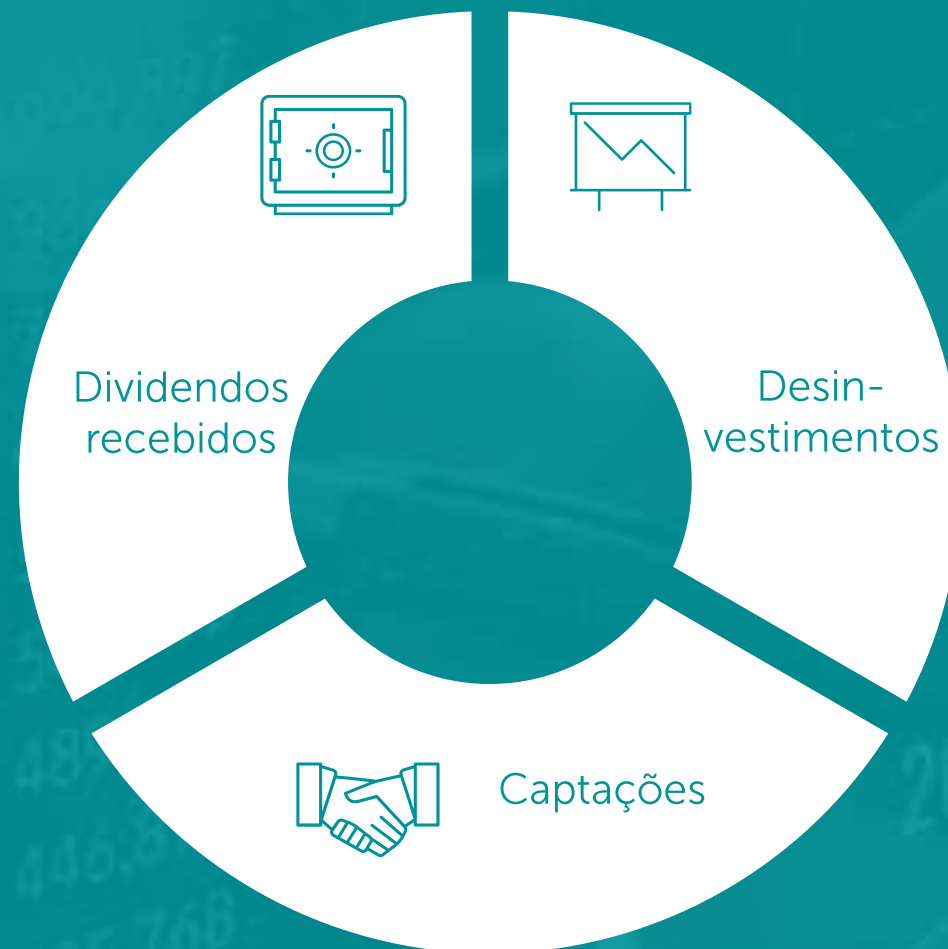 Dividendos
recebidos
Desin-
vestimentos
Captações